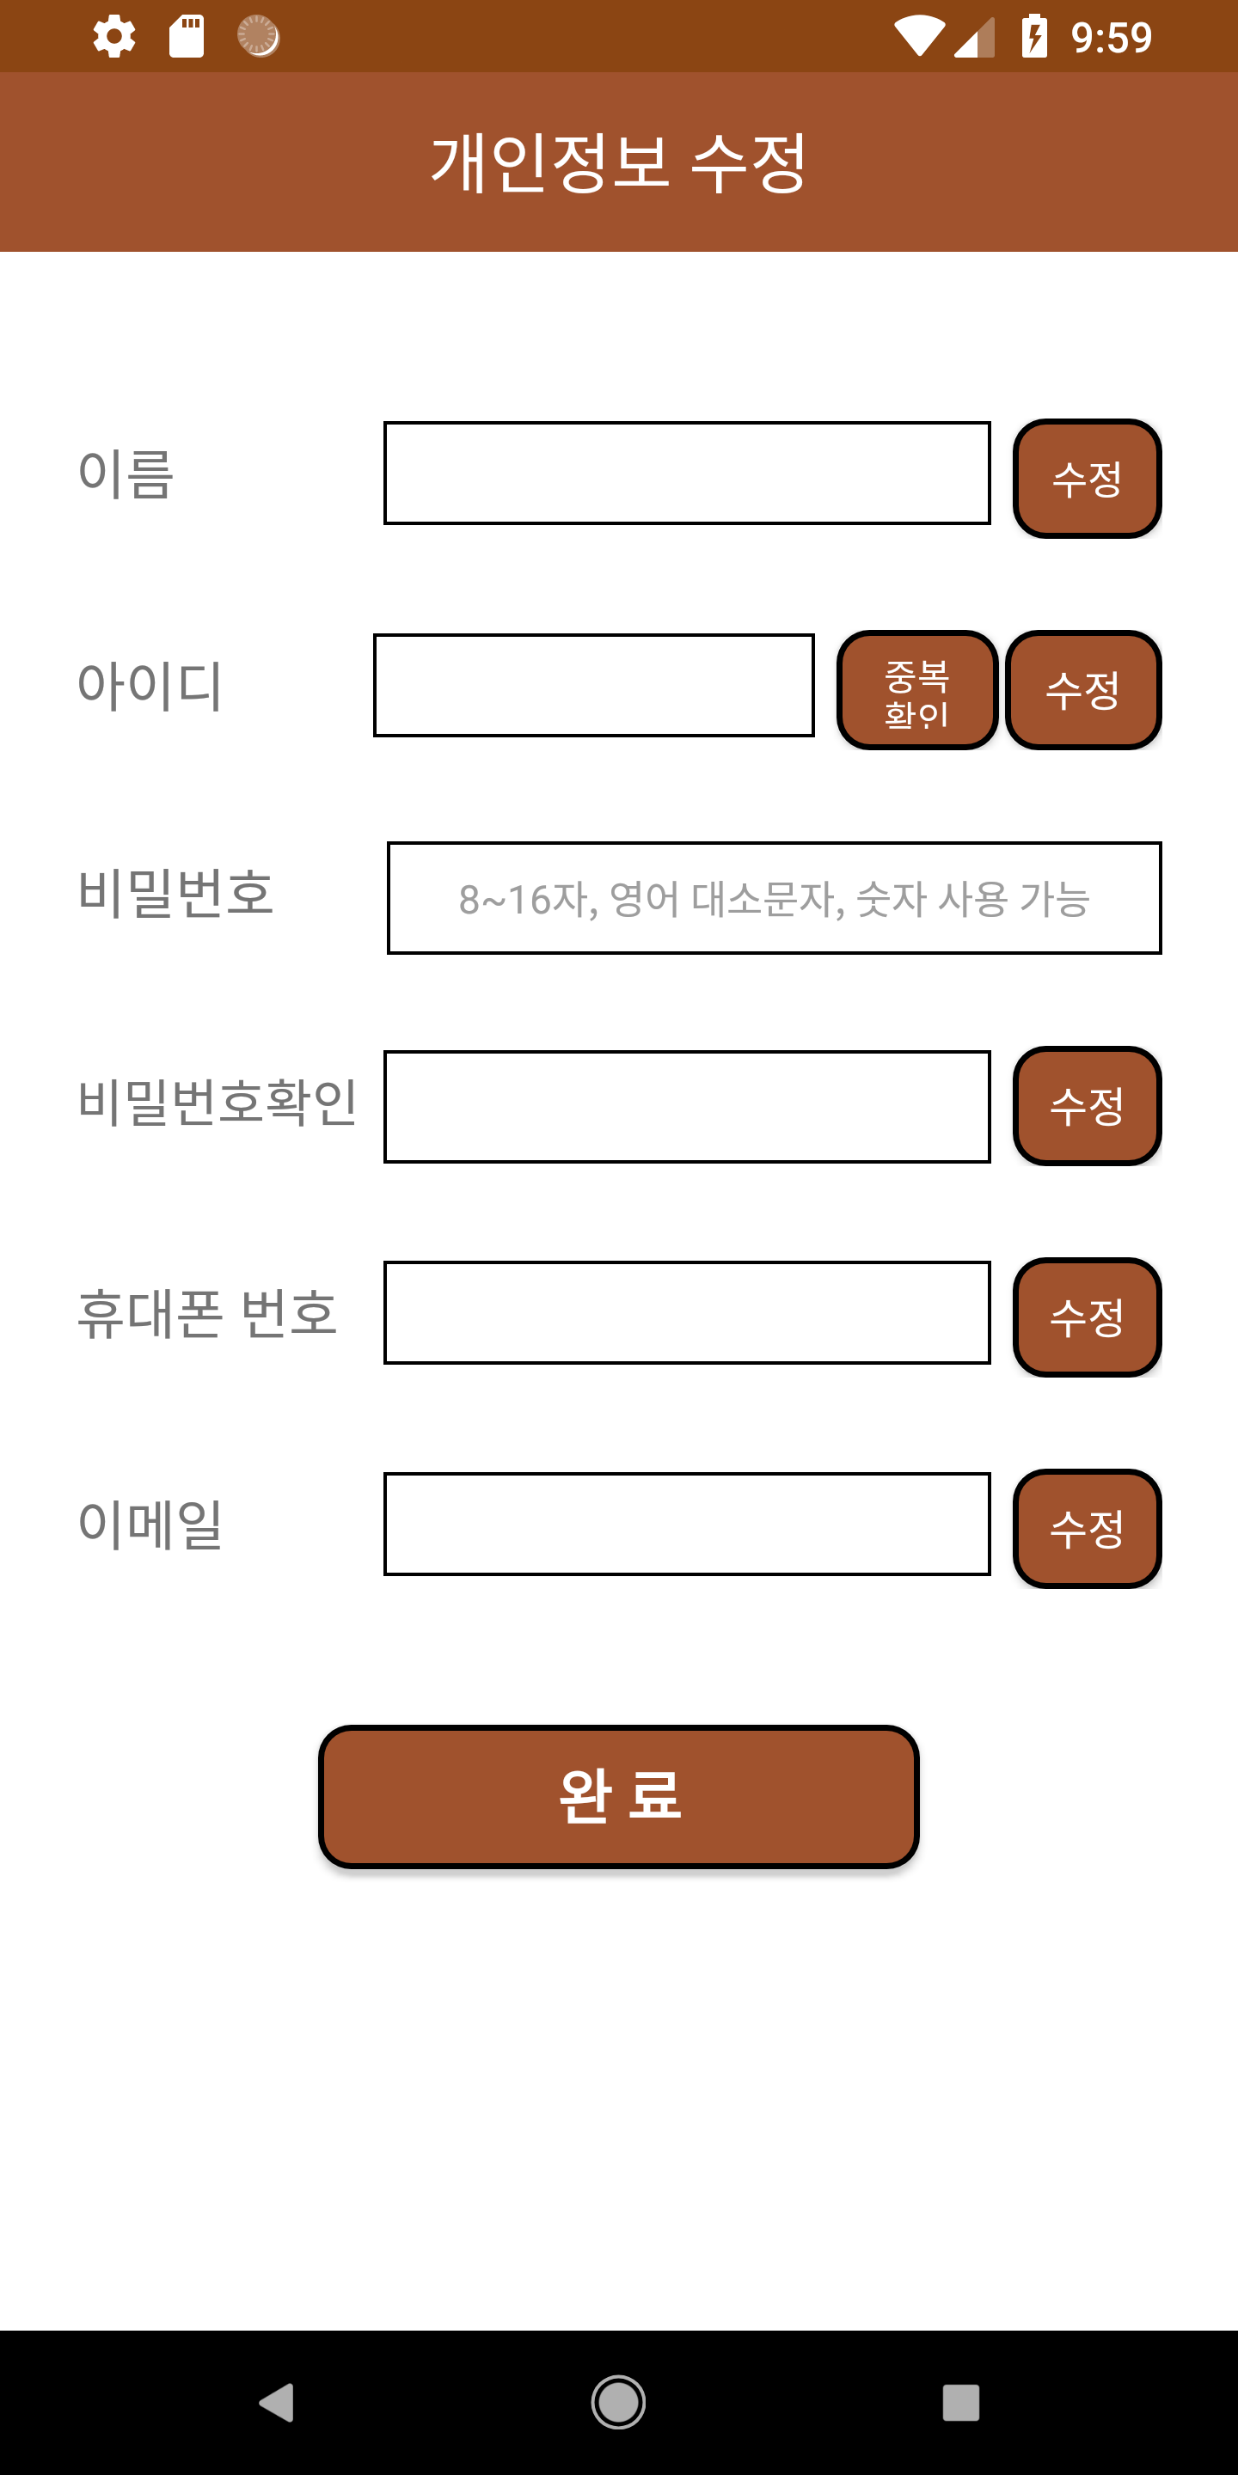 9:59
개인정보 수정
이름
수정
아이디
중복
확인
수정
비밀번호
8~16자, 영어 대소문자, 숫자 사용 가능
비밀번호확인
수정
휴대폰 번호
수정
이메일
수정
완 료